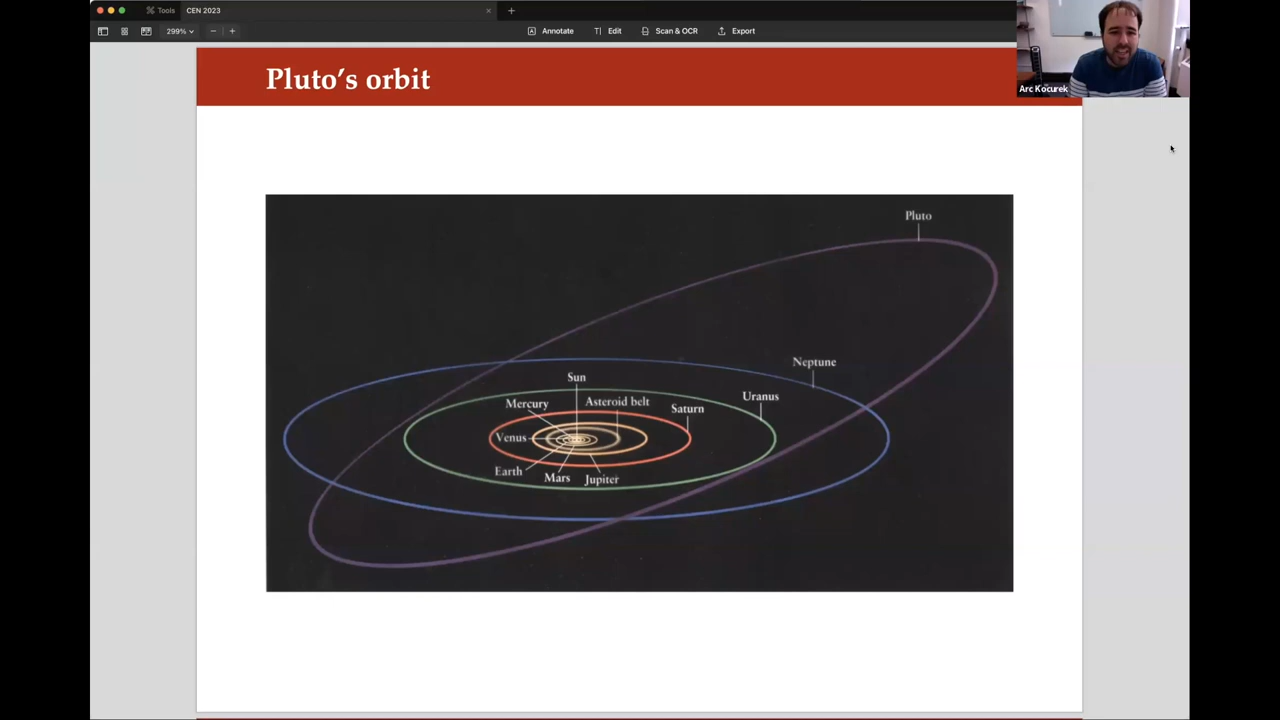 Tools
CEN 2023
299%
Annotate
Edit
Scan & OCR
Export
Arc Kocurek
Pluto's orbit
Pluto
Neptune
Sun
Uranus
Mercury
Asteroid belt
Saturn
Venus
Earth
Mars
Jupiter